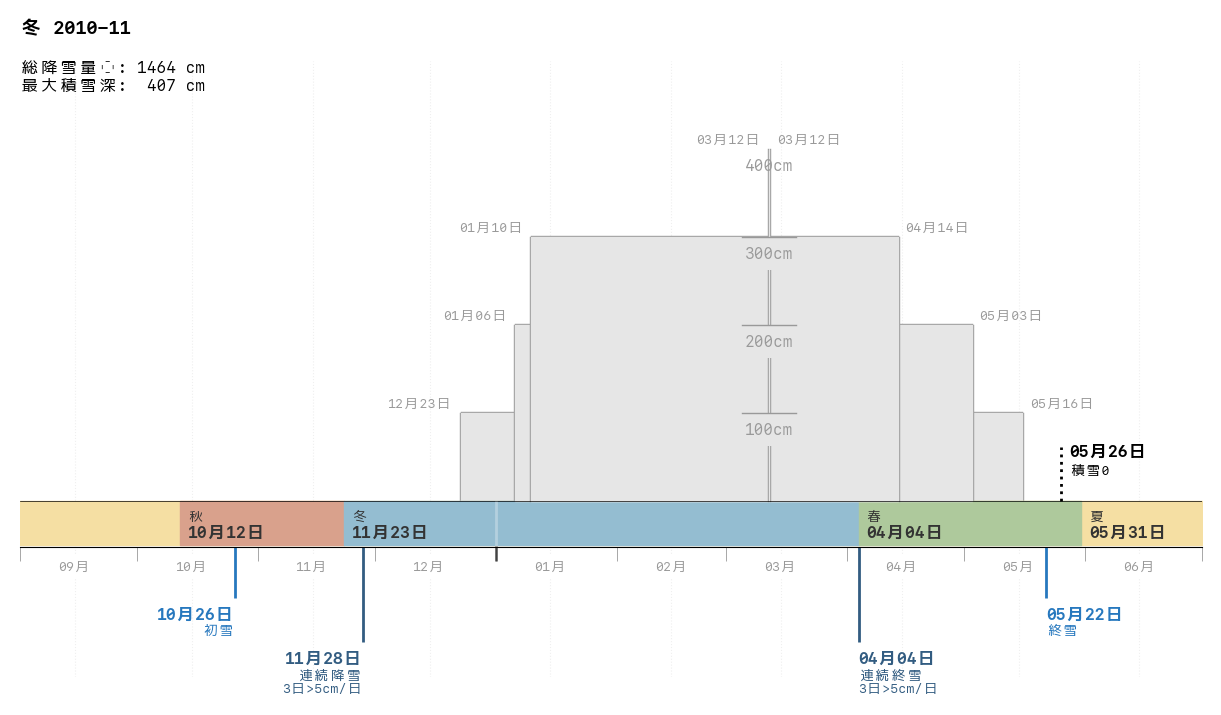 冬 2010-11
総降雪量: 1464 cm
最大積雪深: 407 cm
03月12日 03月12日
400cm
01月10日 04月14日
300cm
01月06日 05月03日
200cm
12月23日 05月16日
100cm
05月26日
積雪0
秋
10月12日
冬
11月23日
春
04月04日
夏
05月31日
09月 10月 11月 12月 01月 02月 03月 04月 05月 06月
10月26日
初雪
05月22日
終雪
11月28日
連続降雪
3日>5cm/日
04月04日
連続終雪
3日>5cm/日